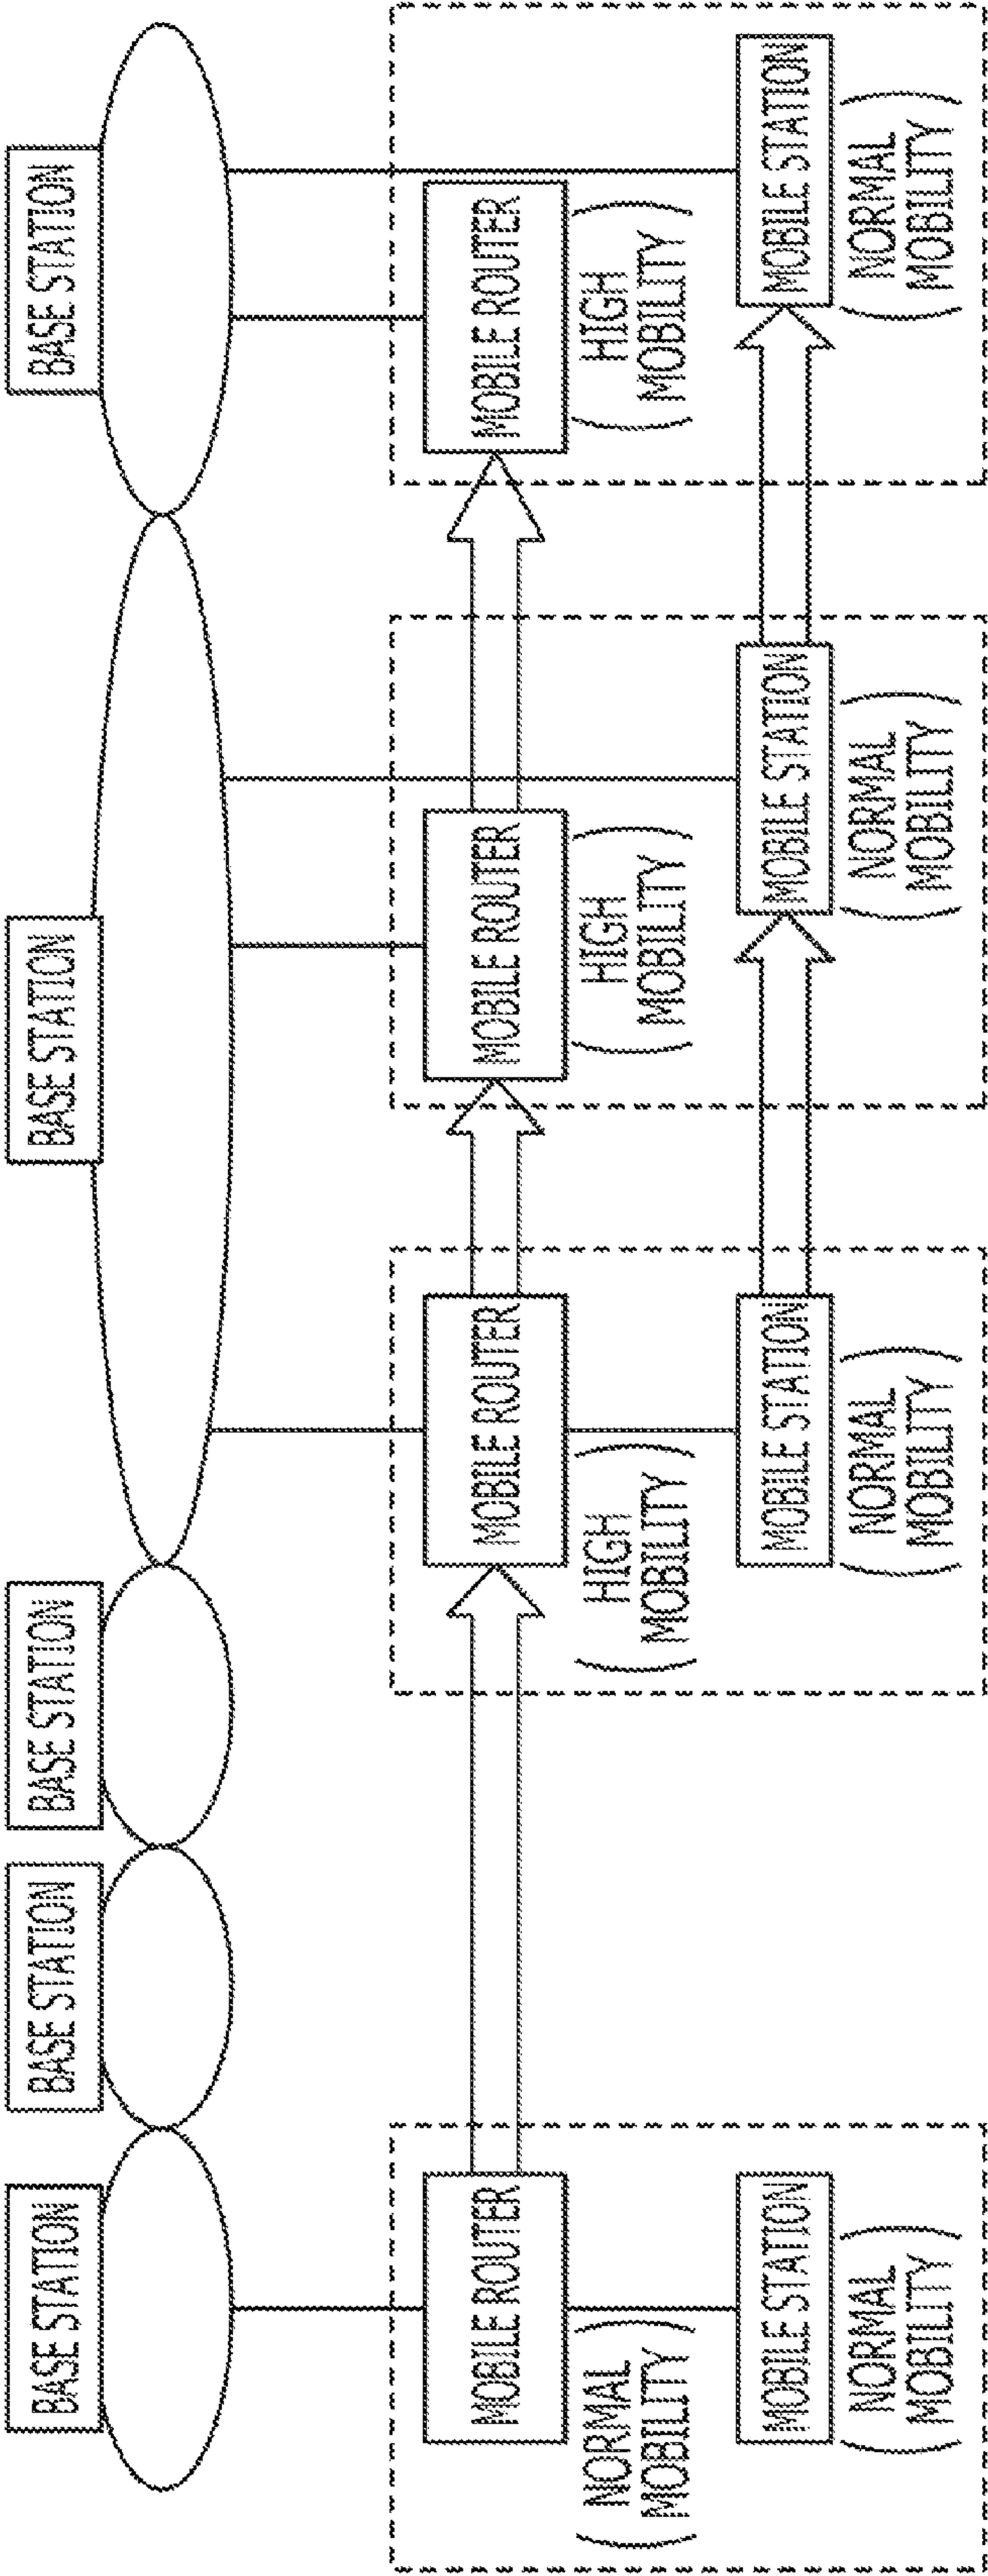 BASE STATION
BASE STATION
BASE STATION
BASE STATION
BASE STATION
MOBILE ROUTER
MOBILE ROUTER
MOBILE ROUTER
MOBILE ROUTER
(NORMAL
MOBILITY)
(HIGH
MOBILITY)
(HIGH
MOBILITY)
(HIGH
MOBILITY)
MOBILE STATION
MOBILE STATION
MOBILE STATION
MOBILE STATION
(NORMAL
MOBILITY)
(NORMAL
MOBILITY)
(NORMAL
MOBILITY)
(NORMAL
MOBILITY)